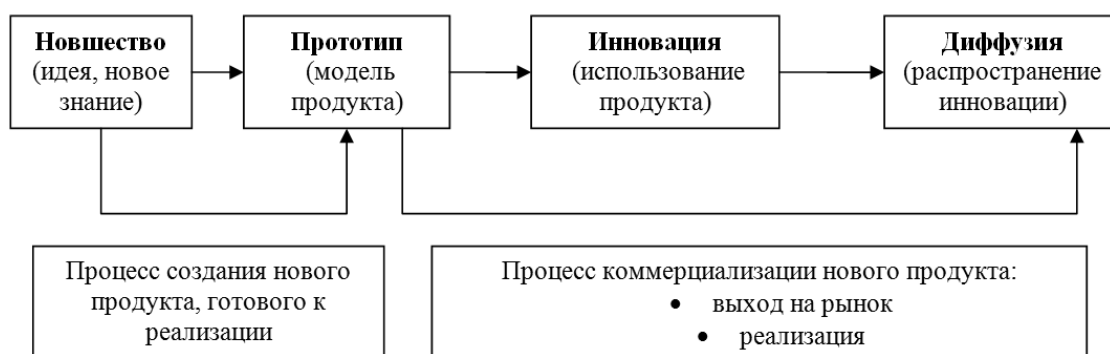 Новшество
(идея, новое
знание)
Прототип
(модель
продукта)
Инновация
(использование
продукта)
Диффузия
(распространение
инновации)
Процесс создания нового
продукта, готового к
реализации
Процесс коммерциализации нового продукта:
• выход на рынок
• реализация